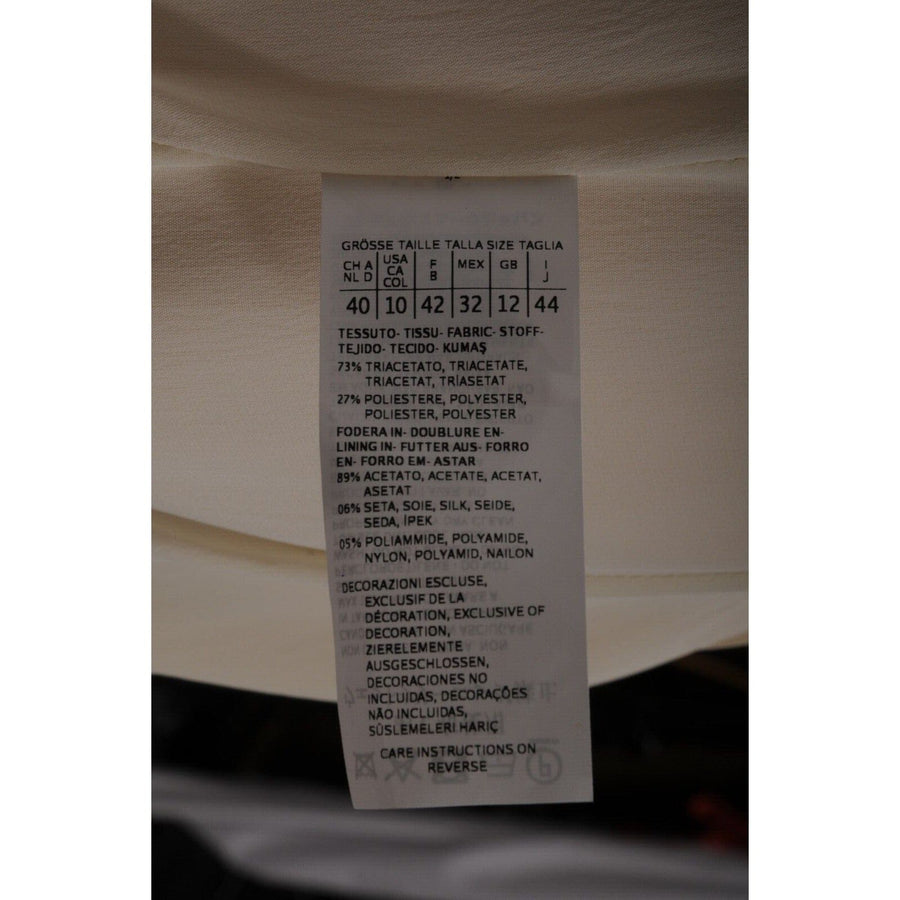 GRÖSSE TAILLE TALLA SIZE TAGLIA
CH A NL D | USA CA COL | F B | MEX | GB | I J
40 | 10 | 42 | 32 | 12 | 44
TESSUTO- TISSU- FABRIC- STOFF-
TEJIDO- TECIDO- KUMAŞ
73% TRIACETATO, TRIACETATE,
TRIACETAT, TRİASETAT
27% POLIESTERE, POLYESTER,
POLIESTER, POLYESTER
FODERA IN- DOUBLURE EN-
LINING IN- FUTTER AUS- FORRO
EN- FORRO EM- ASTAR
89% ACETATO, ACETATE, ACETAT,
ASETAT
06% SETA, SOIE, SILK, SEIDE,
SEDA, İPEK
05% POLIAMMIDE, POLYAMIDE,
NYLON, POLYAMID, NAILON
DECORAZIONI ESCLUSE,
EXCLUSIF DE LA
DÉCORATION, EXCLUSIVE OF
DECORATION,
ZIERELEMENTE
AUSGESCHLOSSEN,
DECORACIONES NO
INCLUIDAS, DECORAÇÕES
NÃO INCLUIDAS,
SÜSLEMELERI HARIÇ
CARE INSTRUCTIONS ON
REVERSE